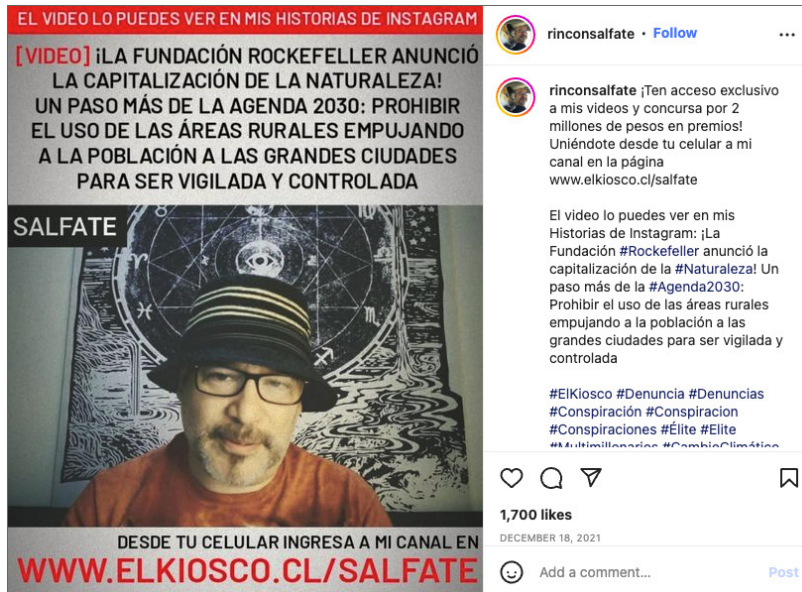 EL VIDEO LO PUEDES VER EN MIS HISTORIAS DE INSTAGRAM
[VIDEO] ¡LA FUNDACIÓN ROCKEFELLER ANUNCIÓ
LA CAPITALIZACIÓN DE LA NATURALEZA!
UN PASO MÁS DE LA AGENDA 2030: PROHIBIR
EL USO DE LAS ÁREAS RURALES EMPUJANDO
A LA POBLACIÓN A LAS GRANDES CIUDADES
PARA SER VIGILADA Y CONTROLADA
SALFATE
DESDE TU CELULAR INGRESA A MI CANAL EN
WWW.ELKIOSCO.CL/SALFATE
rinconsalfate • Follow
rinconsalfate ¡Ten acceso exclusivo
a mis videos y concursa por 2
millones de pesos en premios!
Uniéndote desde tu celular a mi
canal en la página
www.elkiosco.cl/salfate
El video lo puedes ver en mis
Historias de Instagram: ¡La
Fundación #Rockefeller anunció la
capitalización de la #Naturaleza! Un
paso más de la #Agenda2030:
Prohibir el uso de las áreas rurales
empujando a la población a las
grandes ciudades para ser vigilada y
controlada
#ElKiosco #Denuncia #Denuncias
#Conspiración #Conspiracion
#Conspiraciones #Élite #Elite
#Multimillonarios #CambioClimático
1,700 likes
DECEMBER 18, 2021
Add a comment...
Post